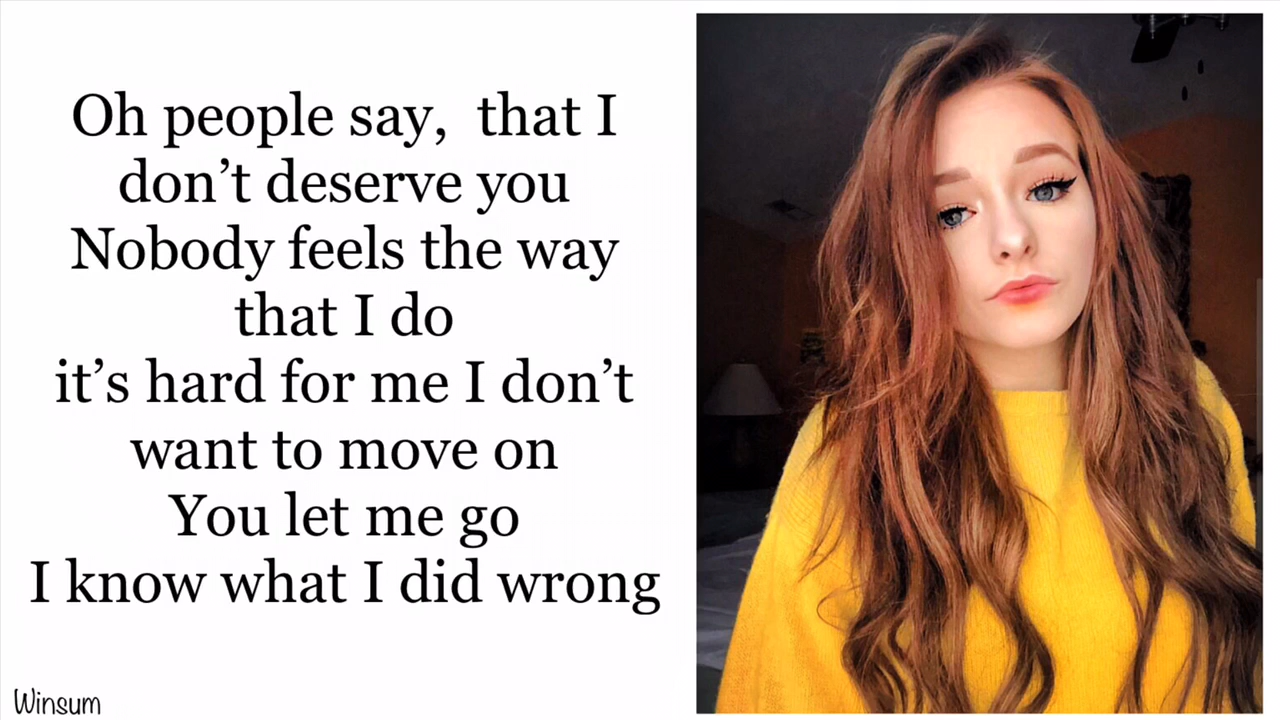 Oh people say,  that I
don’t deserve you
Nobody feels the way
that I do
it’s hard for me I don’t
want to move on
You let me go
I know what I did wrong
Winsum